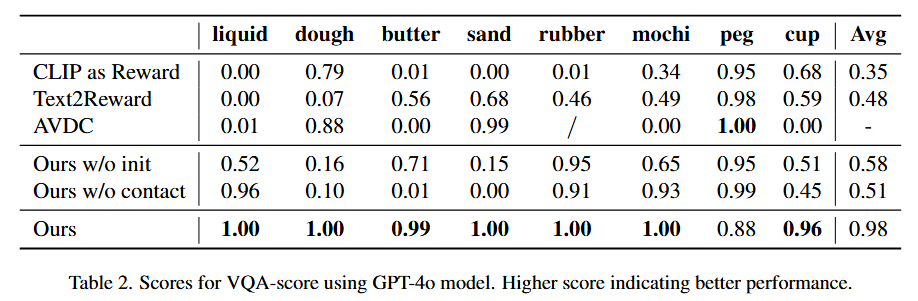 liquid dough butter sand rubber mochi peg cup Avg
CLIP as Reward 0.00 0.79 0.01 0.00 0.01 0.34 0.95 0.68 0.35
Text2Reward 0.00 0.07 0.56 0.68 0.46 0.49 0.98 0.59 0.48
AVDC 0.01 0.88 0.00 0.99 / 0.00 1.00 0.00 -
Ours w/o init 0.52 0.16 0.71 0.15 0.95 0.65 0.95 0.51 0.58
Ours w/o contact 0.96 0.10 0.01 0.00 0.91 0.93 0.99 0.45 0.51
Ours 1.00 1.00 0.99 1.00 1.00 1.00 0.88 0.96 0.98
Table 2. Scores for VQA-score using GPT-4o model. Higher score indicating better performance.